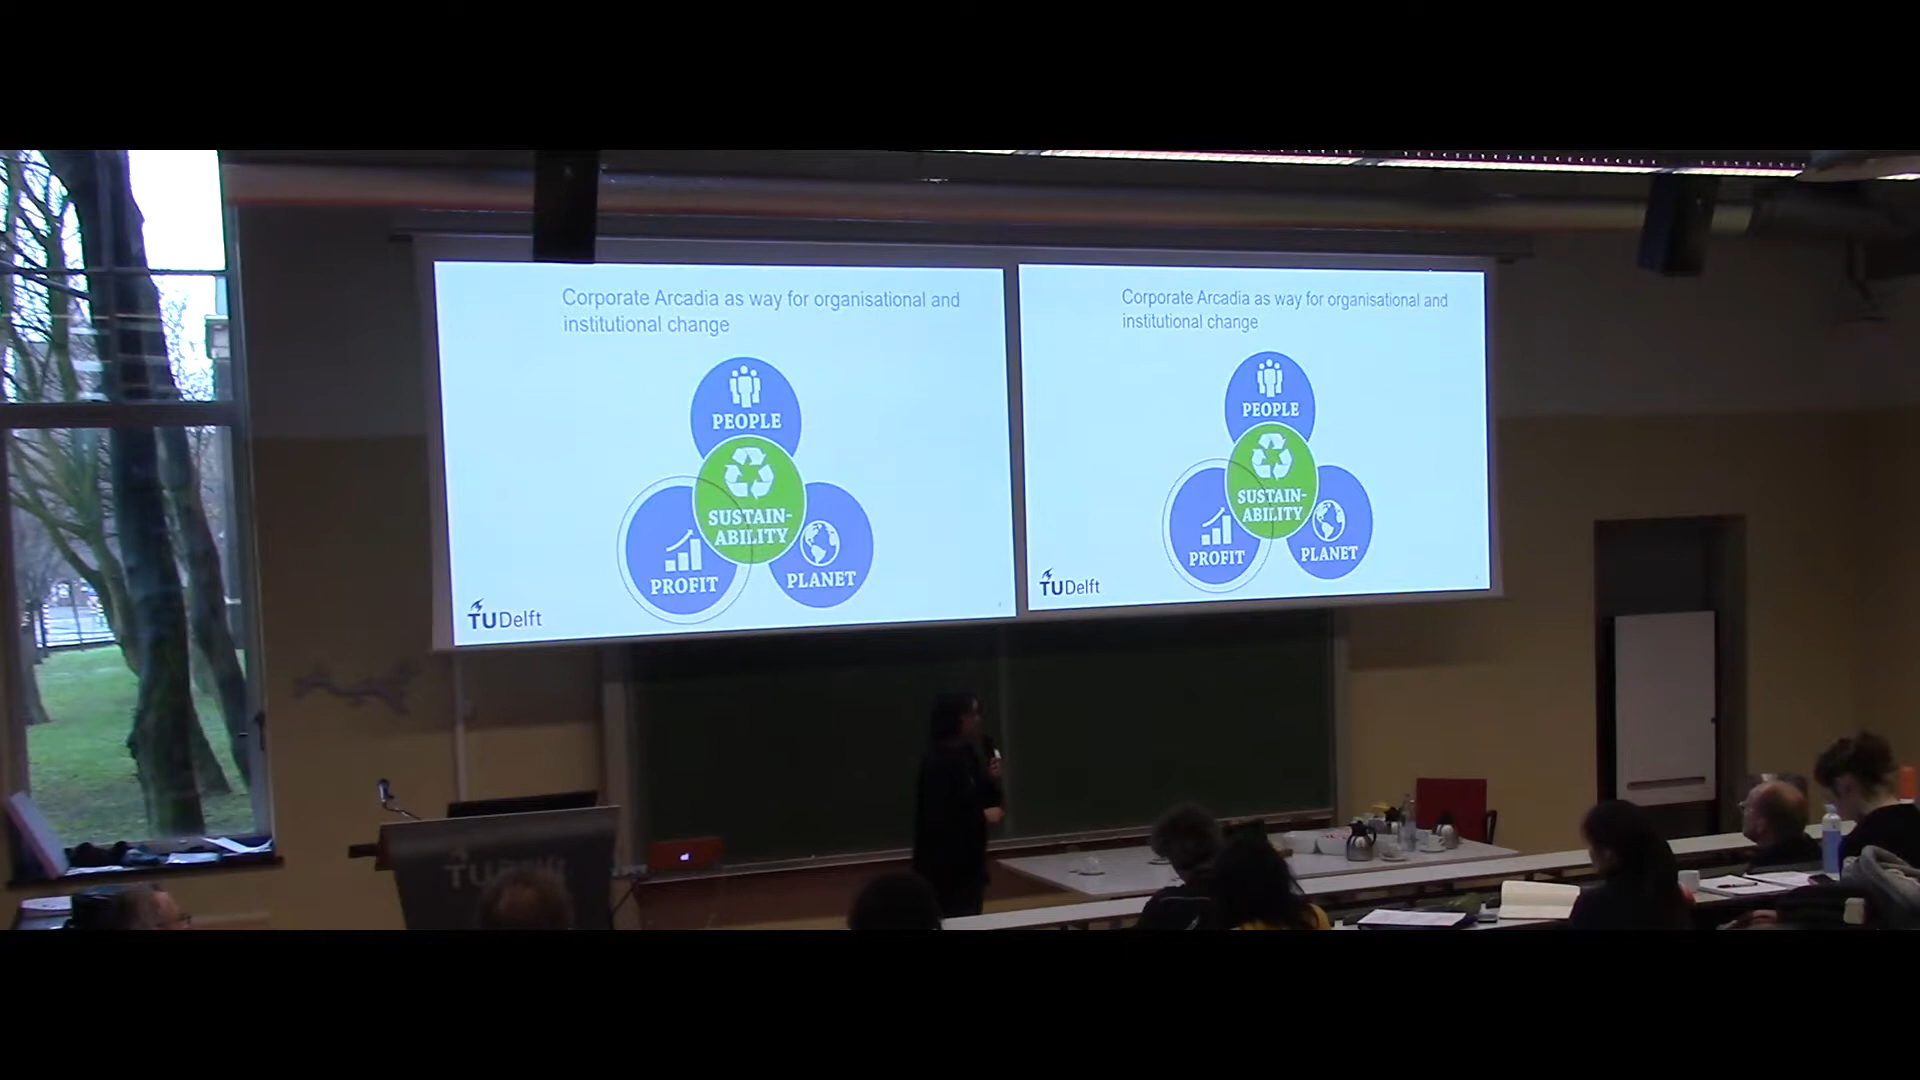 Corporate Arcadia as way for organisational and
institutional change
PEOPLE
SUSTAIN-
ABILITY
PROFIT
PLANET
TUDelft
Corporate Arcadia as way for organisational and
institutional change
PEOPLE
SUSTAIN-
ABILITY
PROFIT
PLANET
TUDelft
TUDelft